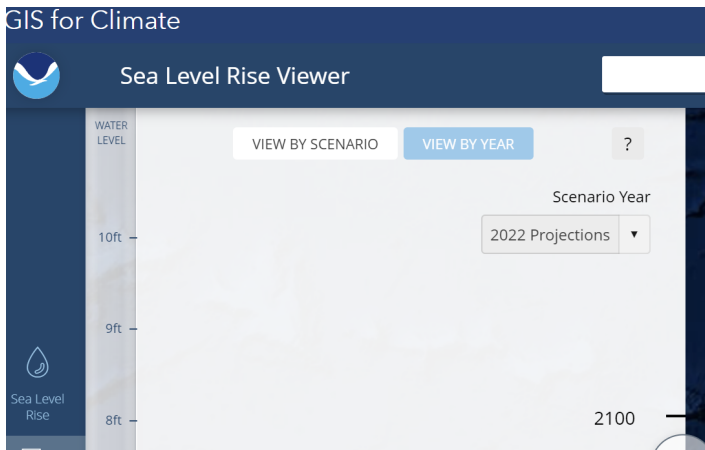 GIS for Climate
Sea Level Rise Viewer
WATER
LEVEL
VIEW BY SCENARIO
VIEW BY YEAR
?
Scenario Year
2022 Projections
10ft
9ft
Sea Level
Rise
8ft
2100